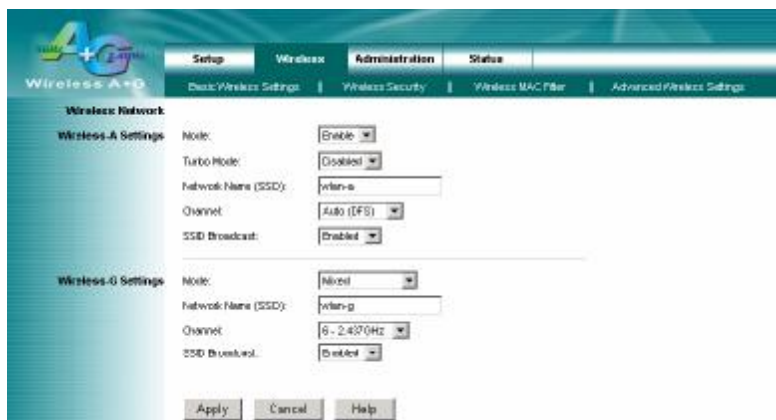 A+G
Wireless A+G
Setup Wireless Administration Status
Basic Wireless Settings | Wireless Security | Wireless MAC Filter | Advanced Wireless Settings
Wireless Network
Wireless-A Settings
Mode: Enable
Turbo Mode: Disabled
Network Name (SSID): wlan-a
Channel: Auto (DFS)
SSID Broadcast: Enabled
Wireless-G Settings
Mode: Mixed
Network Name (SSID): wlan-g
Channel: 6 - 2.437GHz
SSID Broadcast: Enabled
Apply Cancel Help